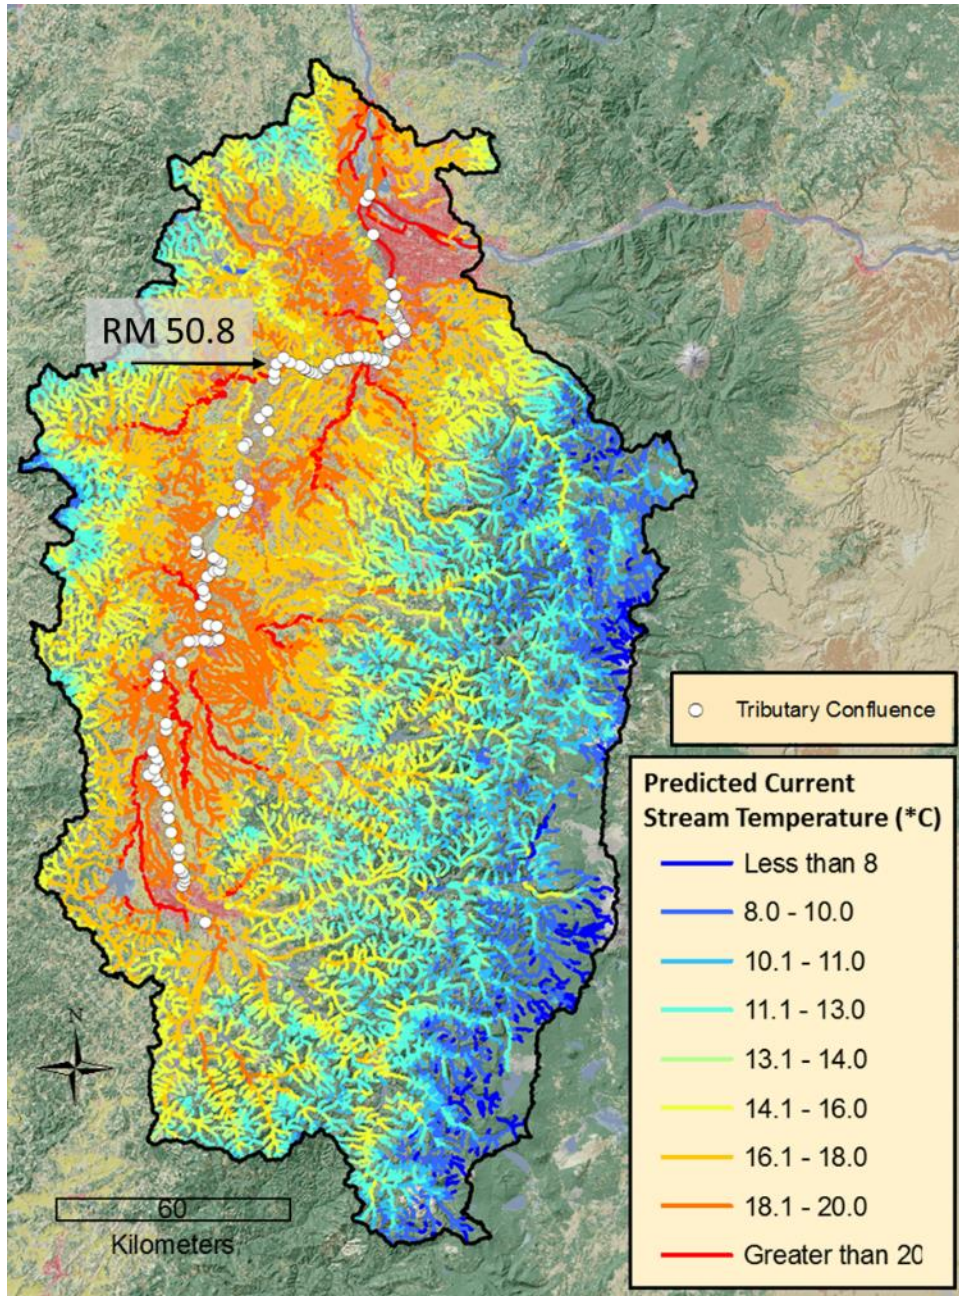 RM 50.8
Tributary Confluence
Predicted Current
Stream Temperature (*C)
Less than 8
8.0 - 10.0
10.1 - 11.0
11.1 - 13.0
13.1 - 14.0
14.1 - 16.0
16.1 - 18.0
18.1 - 20.0
Greater than 20
N
60
Kilometers